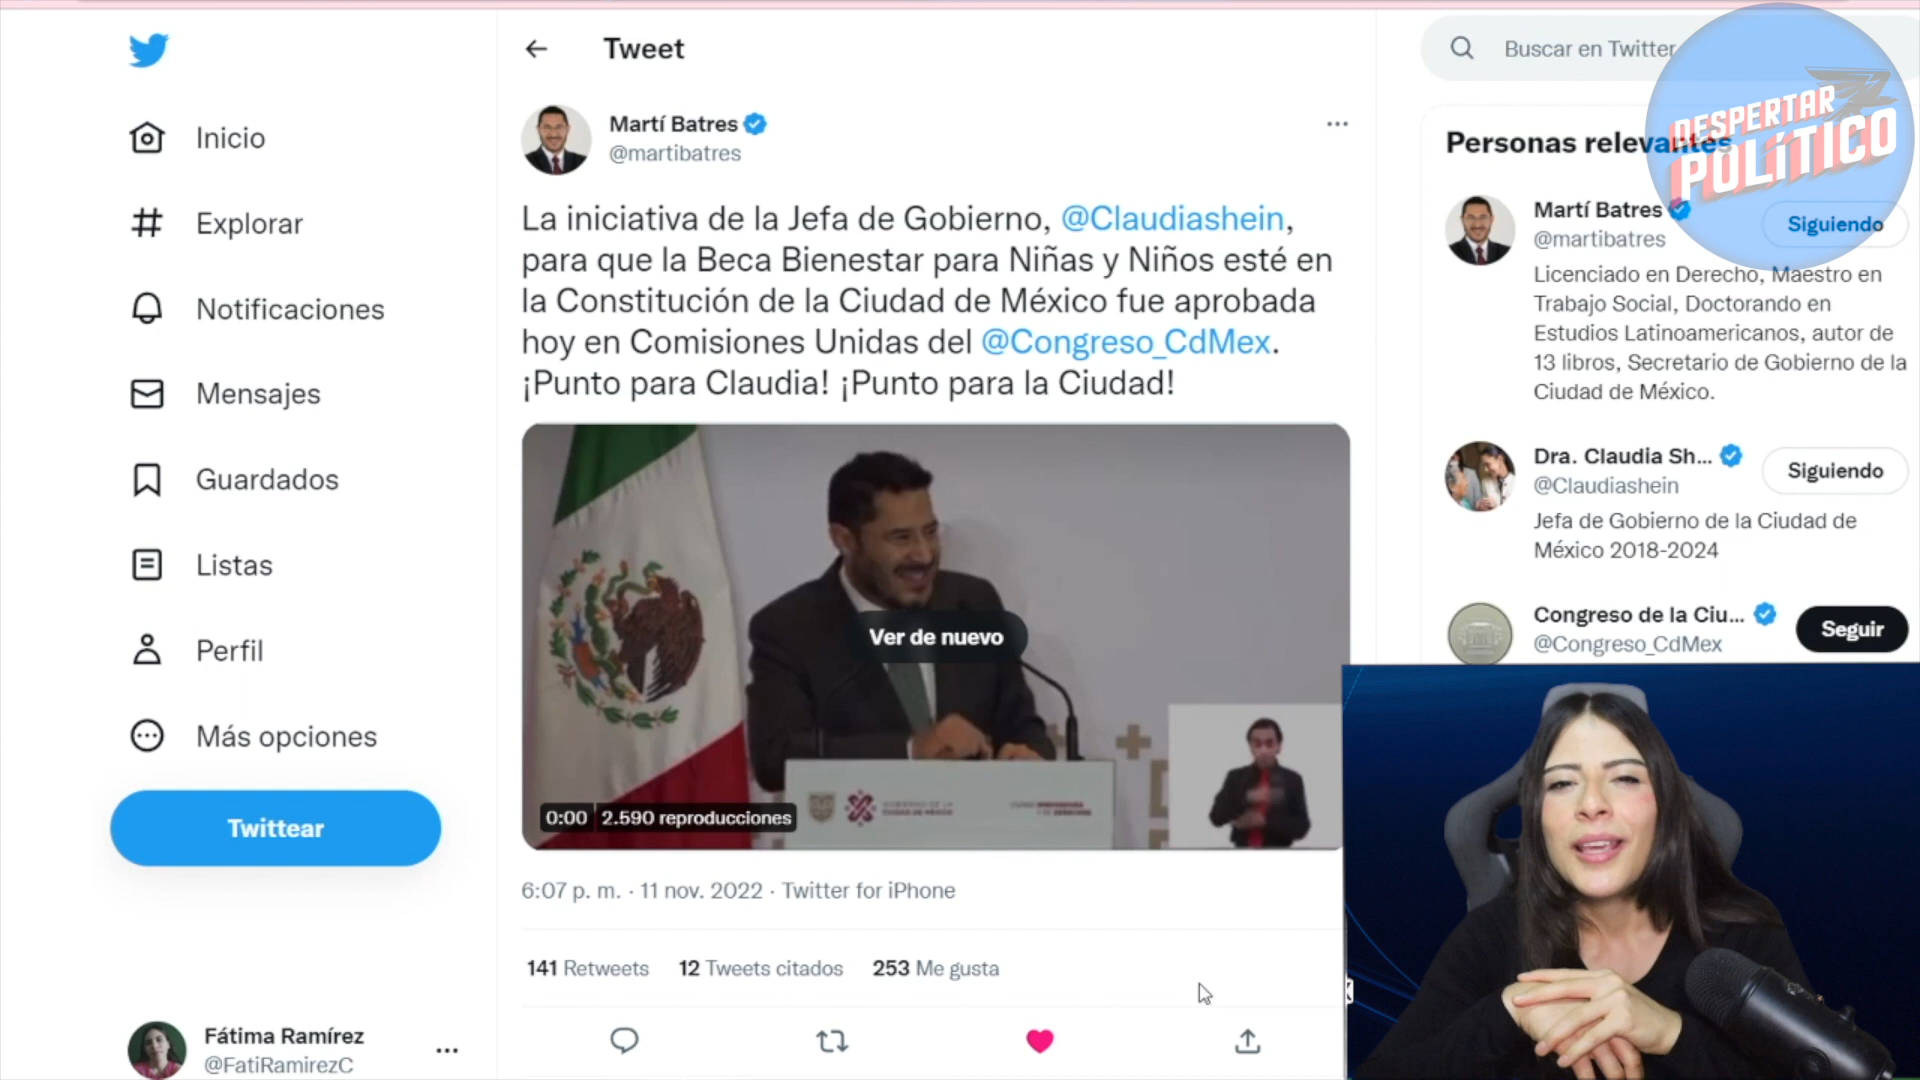 Inicio
Explorar
Notificaciones
Mensajes
Guardados
Listas
Perfil
Más opciones
Twittear
Fátima Ramírez
@FatiRamirezC
Tweet
Martí Batres
@martibatres
La iniciativa de la Jefa de Gobierno, @Claudiashein,
para que la Beca Bienestar para Niñas y Niños esté en
la Constitución de la Ciudad de México fue aprobada
hoy en Comisiones Unidas del @Congreso_CdMex.
¡Punto para Claudia! ¡Punto para la Ciudad!
Ver de nuevo
0:00 2.590 reproducciones
6:07 p. m. · 11 nov. 2022 · Twitter for iPhone
141 Retweets 12 Tweets citados 253 Me gusta
Buscar en Twitter
DESPERTAR
POLÍTICO
Personas relevantes
Martí Batres
@martibatres
Siguiendo
Licenciado en Derecho, Maestro en
Trabajo Social, Doctorando en
Estudios Latinoamericanos, autor de
13 libros, Secretario de Gobierno de la
Ciudad de México.
Dra. Claudia Sh...
@Claudiashein
Siguiendo
Jefa de Gobierno de la Ciudad de
México 2018-2024
Congreso de la Ciu...
@Congreso_CdMex
Seguir